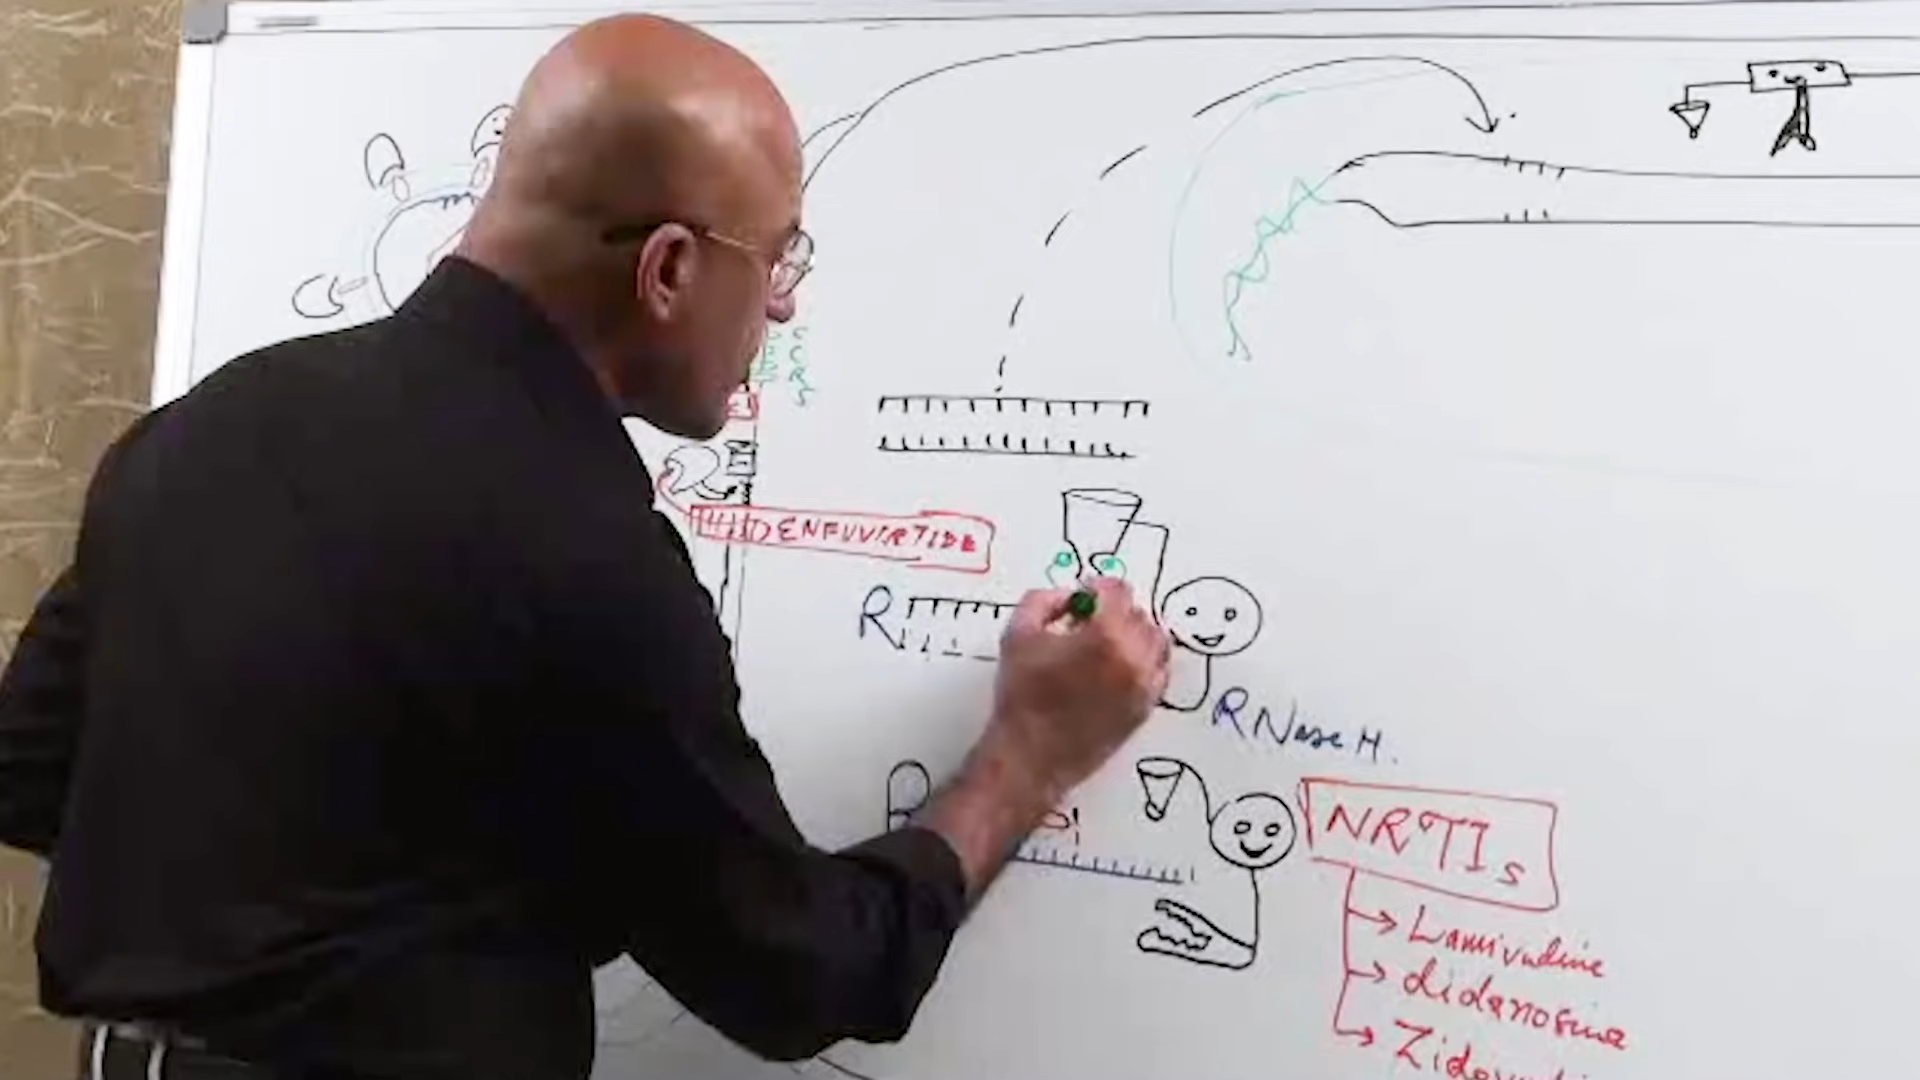 ENFUVIRTIDE
R
RNase H.
R
NRTIs
Lamivudine
didanosine